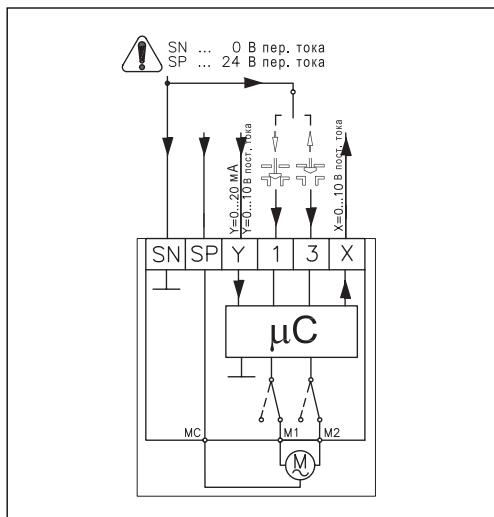 SN ... 0 В пер. тока
SP ... 24 В пер. тока
Y=0...20 мА
Y=0...10 В пост. тока
X=0...10 В пост. тока
SN SP Y 1 3 X
μC
MC M1 M2
M